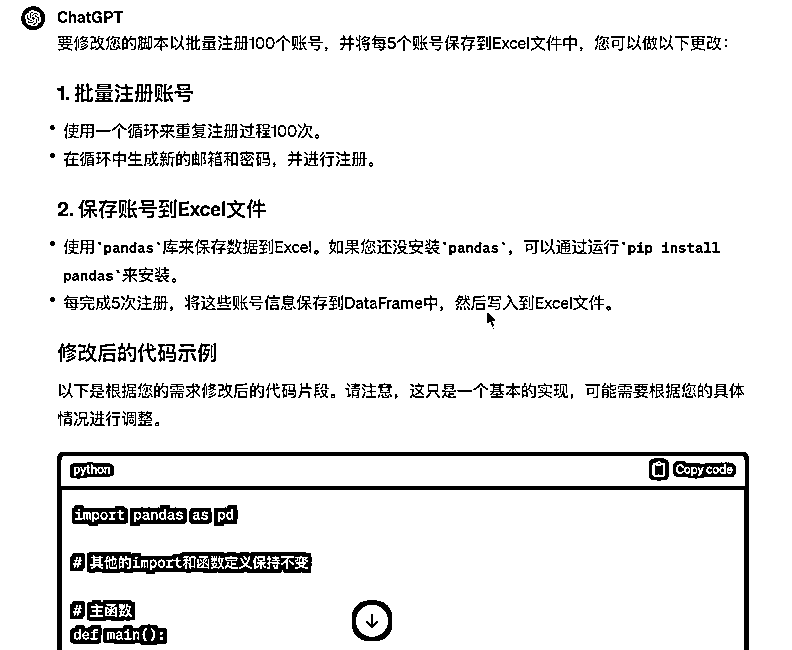 ChatGPT
要修改您的脚本以批量注册100个账号，并将每5个账号保存到Excel文件中，您可以做以下更改：
1. 批量注册账号
• 使用一个循环来重复注册过程100次。
• 在循环中生成新的邮箱和密码，并进行注册。
2. 保存账号到Excel文件
• 使用`pandas`库来保存数据到Excel。如果您还没安装`pandas`，可以通过运行`pip install
pandas`来安装。
• 每完成5次注册，将这些账号信息保存到DataFrame中，然后写入到Excel文件。
修改后的代码示例
以下是根据您的需求修改后的代码片段。请注意，这只是一个基本的实现，可能需要根据您的具体
情况进行调整。
python Copy code
import pandas as pd
# 其他的import和函数定义保持不变
# 主函数
def main():